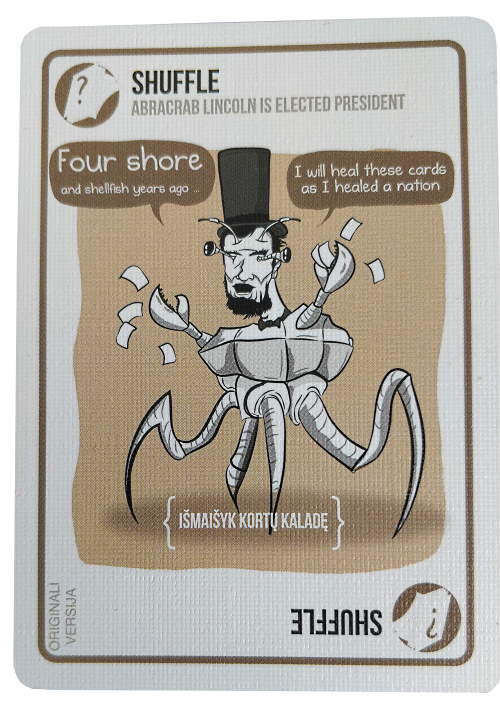 ?
SHUFFLE
ABRACRAB LINCOLN IS ELECTED PRESIDENT
Four shore
and shellfish years ago ...
I will heal these cards
as I healed a nation
{ IŠMAIŠYK KORTŲ KALADĘ }
ORIGINALI
VERSIJA
SHUFFLE
?